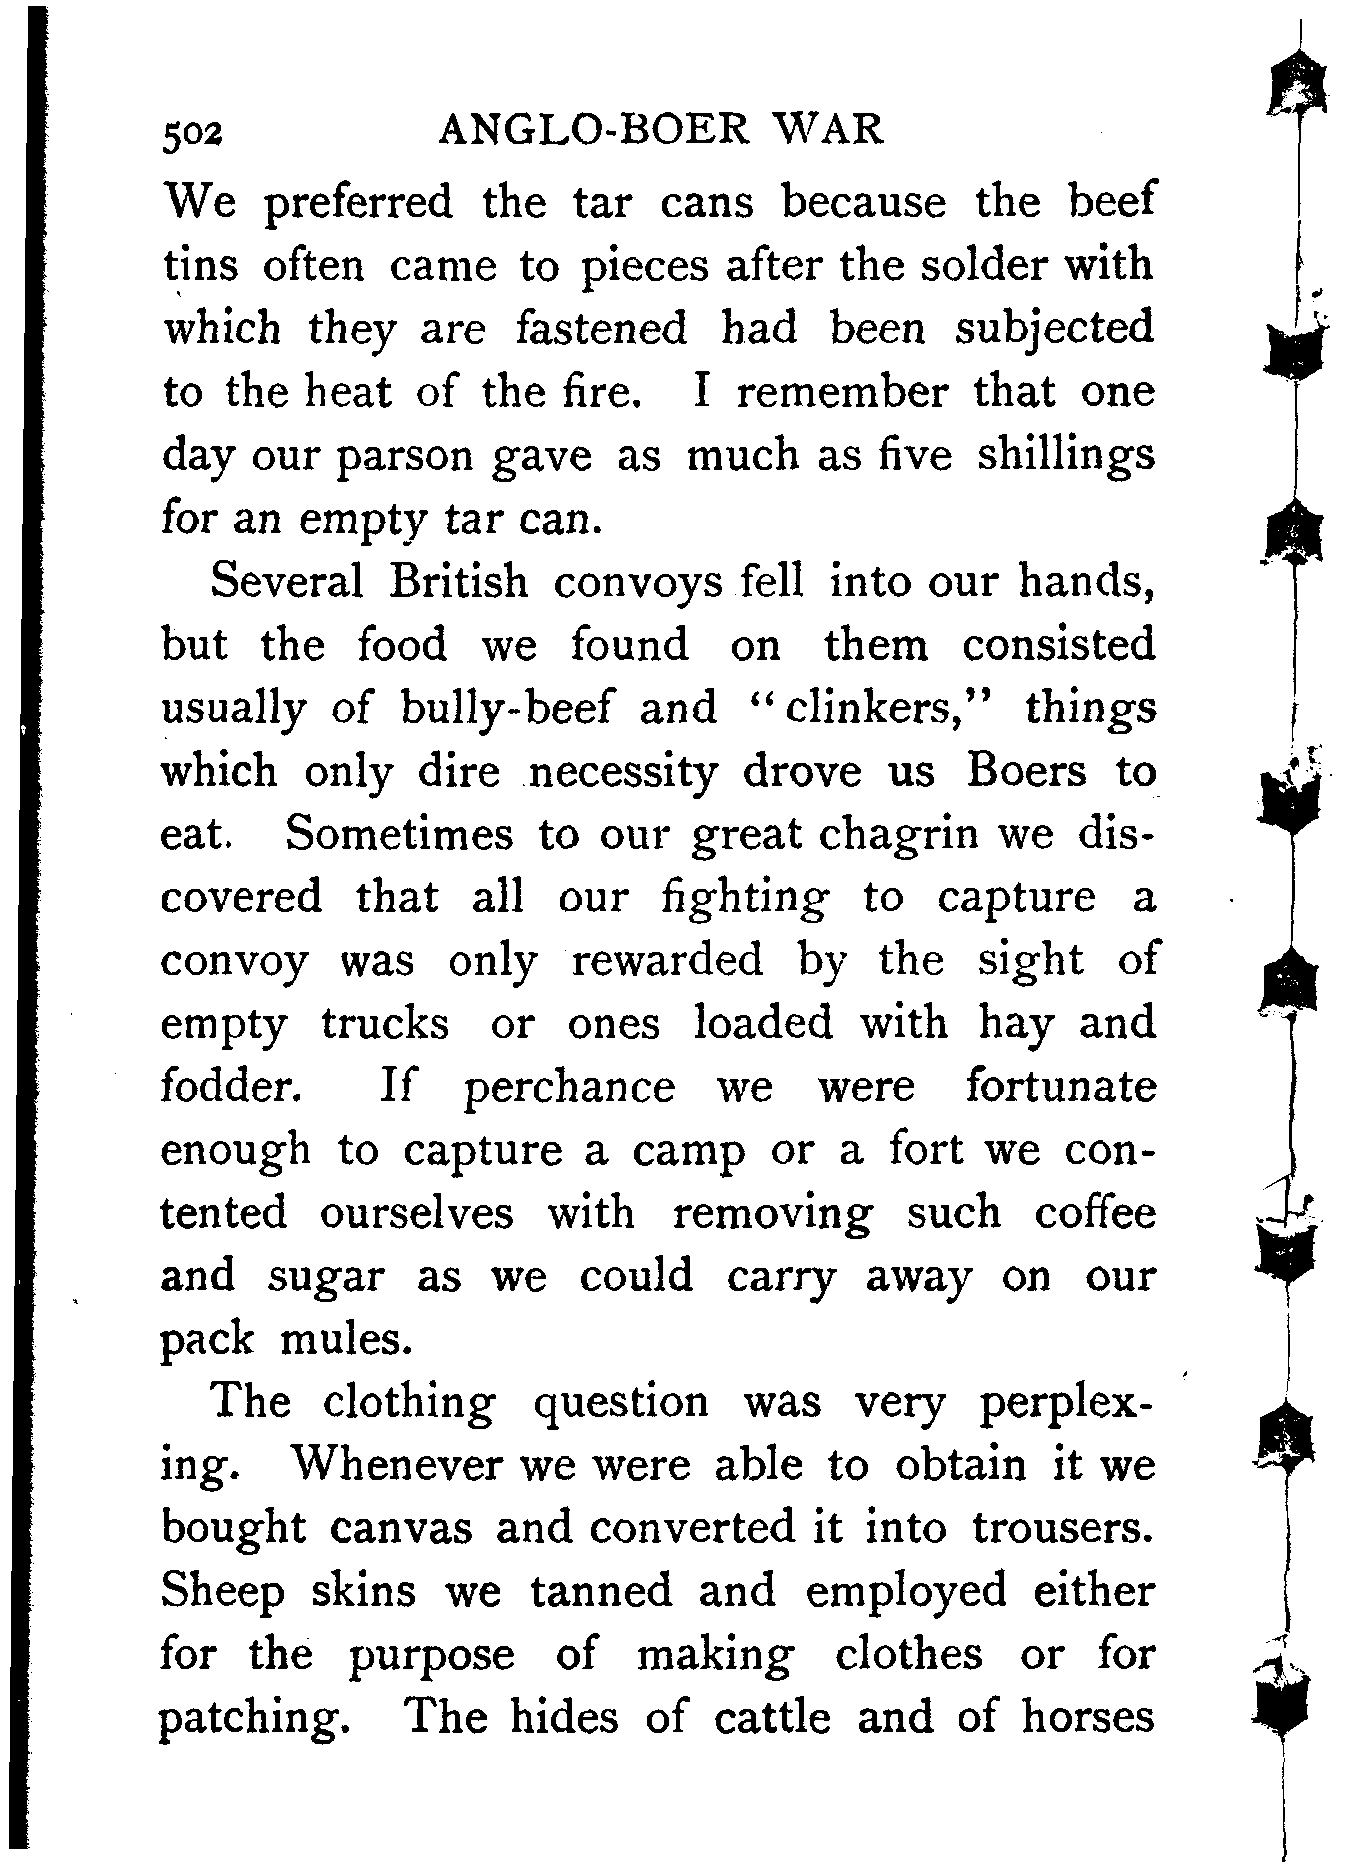 502 ANGLO-BOER WAR
We preferred the tar cans because the beef
tins often came to pieces after the solder with
which they are fastened had been subjected
to the heat of the fire. I remember that one
day our parson gave as much as five shillings
for an empty tar can.
Several British convoys fell into our hands,
but the food we found on them consisted
usually of bully-beef and “clinkers,” things
which only dire necessity drove us Boers to
eat. Sometimes to our great chagrin we dis-
covered that all our fighting to capture a
convoy was only rewarded by the sight of
empty trucks or ones loaded with hay and
fodder. If perchance we were fortunate
enough to capture a camp or a fort we con-
tented ourselves with removing such coffee
and sugar as we could carry away on our
pack mules.
The clothing question was very perplex-
ing. Whenever we were able to obtain it we
bought canvas and converted it into trousers.
Sheep skins we tanned and employed either
for the purpose of making clothes or for
patching. The hides of cattle and of horses